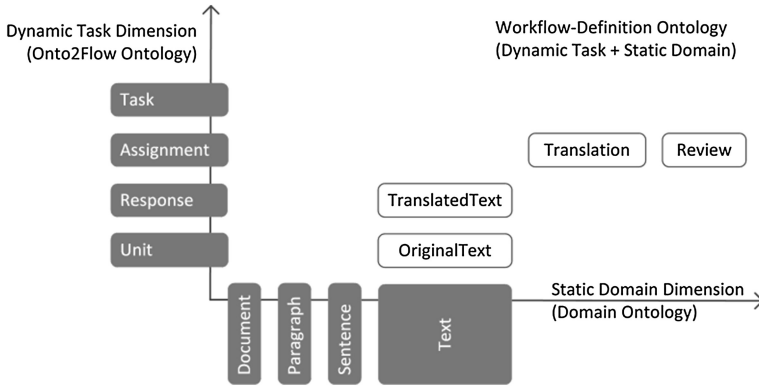 Dynamic Task Dimension
(Onto2Flow Ontology)
Workflow-Definition Ontology
(Dynamic Task + Static Domain)
Task
Assignment
Translation
Review
Response
TranslatedText
Unit
OriginalText
Static Domain Dimension
(Domain Ontology)
Document
Paragraph
Sentence
Text